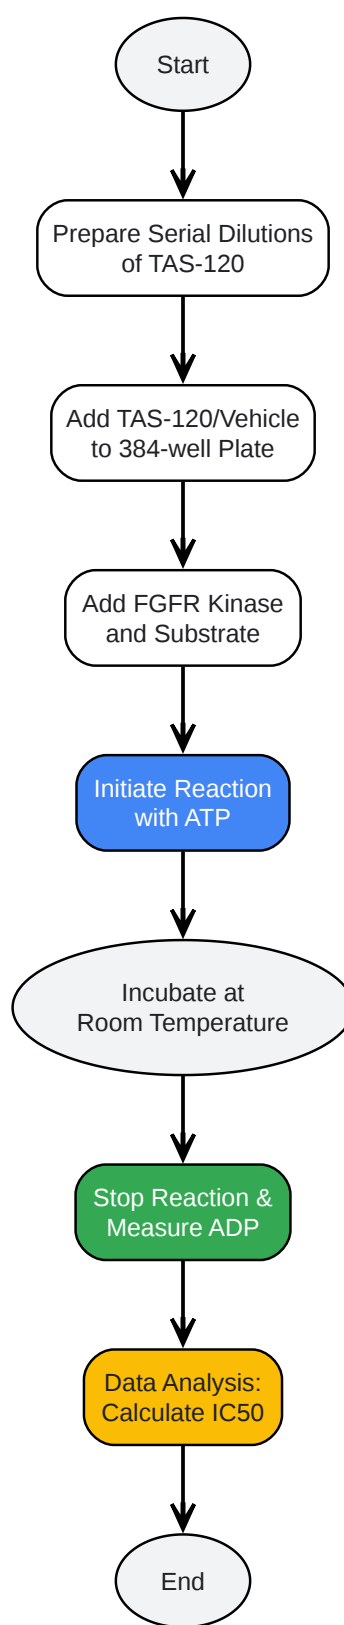 Start
Prepare Serial Dilutions
of TAS-120
Add TAS-120/Vehicle
to 384-well Plate
Add FGFR Kinase
and Substrate
Initiate Reaction
with ATP
Incubate at
Room Temperature
Stop Reaction &
Measure ADP
Data Analysis:
Calculate IC50
End